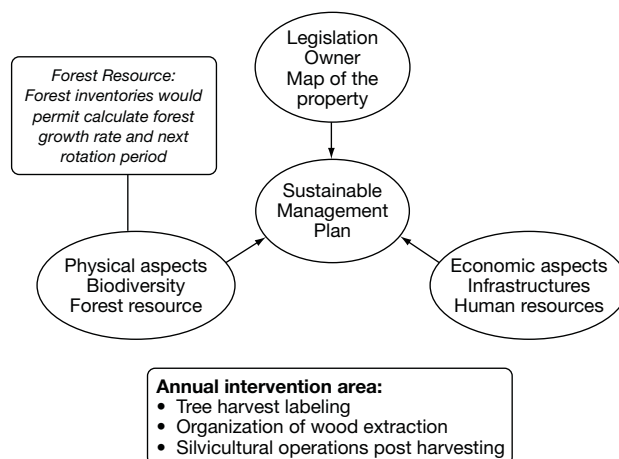 Legislation
Owner
Map of the
property
Forest Resource:
Forest inventories would
permit calculate forest
growth rate and next
rotation period
Sustainable
Management
Plan
Physical aspects
Biodiversity
Forest resource
Economic aspects
Infrastructures
Human resources
Annual intervention area:
• Tree harvest labeling
• Organization of wood extraction
• Silvicultural operations post harvesting